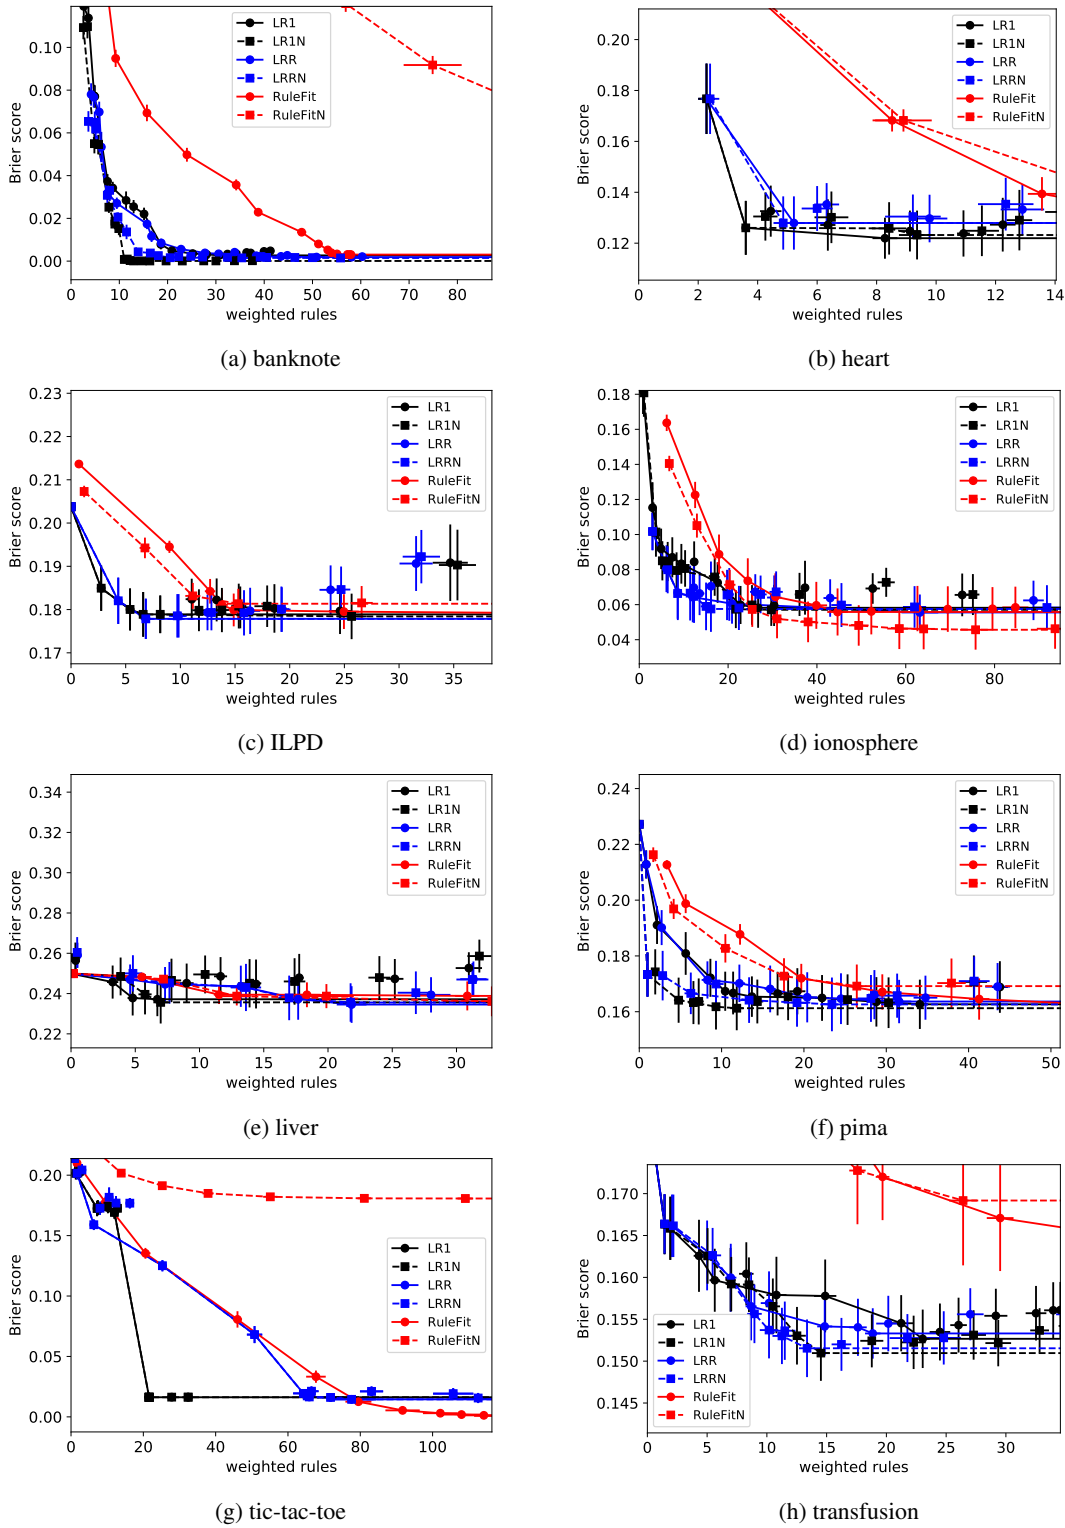 0.10
0.08
0.06
0.04
0.02
0.00
Brier score
LR1
LR1N
LRR
LRRN
RuleFit
RuleFitN
0 10 20 30 40 50 60 70 80
weighted rules
(a) banknote
0.20
0.18
0.16
0.14
0.12
Brier score
LR1
LR1N
LRR
LRRN
RuleFit
RuleFitN
0 2 4 6 8 10 12 14
weighted rules
(b) heart
0.23
0.22
0.21
0.20
0.19
0.18
0.17
Brier score
LR1
LR1N
LRR
LRRN
RuleFit
RuleFitN
0 5 10 15 20 25 30 35
weighted rules
(c) ILPD
0.18
0.16
0.14
0.12
0.10
0.08
0.06
0.04
Brier score
LR1
LR1N
LRR
LRRN
RuleFit
RuleFitN
0 20 40 60 80
weighted rules
(d) ionosphere
0.34
0.32
0.30
0.28
0.26
0.24
0.22
Brier score
LR1
LR1N
LRR
LRRN
RuleFit
RuleFitN
0 5 10 15 20 25 30
weighted rules
(e) liver
0.24
0.22
0.20
0.18
0.16
Brier score
LR1
LR1N
LRR
LRRN
RuleFit
RuleFitN
0 10 20 30 40 50
weighted rules
(f) pima
0.20
0.15
0.10
0.05
0.00
Brier score
LR1
LR1N
LRR
LRRN
RuleFit
RuleFitN
0 20 40 60 80 100
weighted rules
(g) tic-tac-toe
0.170
0.165
0.160
0.155
0.150
0.145
Brier score
LR1
LR1N
LRR
LRRN
RuleFit
RuleFitN
0 5 10 15 20 25 30
weighted rules
(h) transfusion